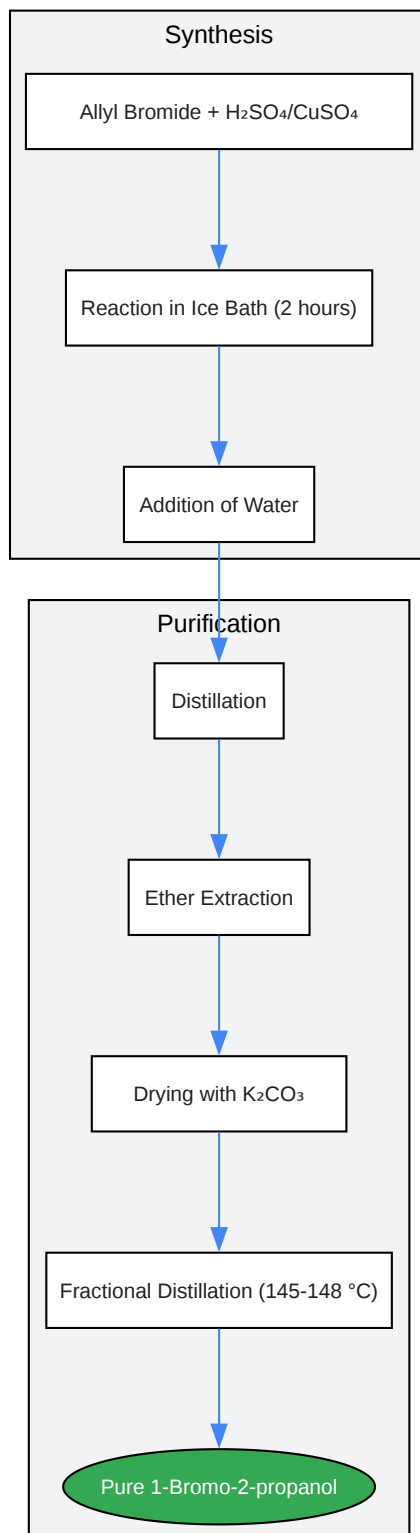 Synthesis
Allyl Bromide + H₂SO₄/CuSO₄
Reaction in Ice Bath (2 hours)
Addition of Water
Purification
Distillation
Ether Extraction
Drying with K₂CO₃
Fractional Distillation (145-148 °C)
Pure 1-Bromo-2-propanol